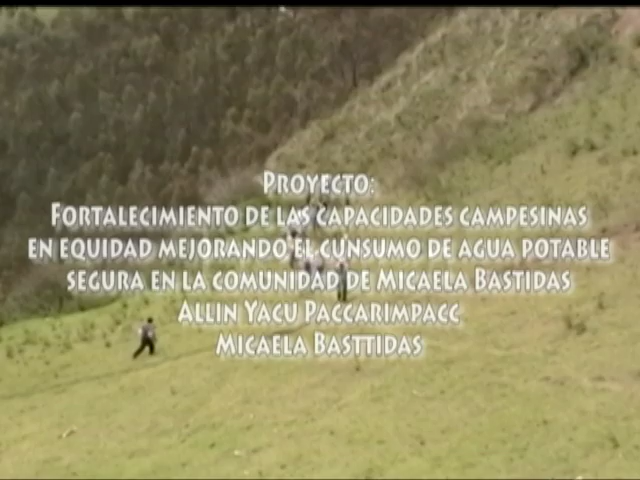 PROYECTO:
FORTALECIMIENTO DE LAS CAPACIDADES CAMPESINAS
EN EQUIDAD MEJORANDO EL CUNSUMO DE AGUA POTABLE
SEGURA EN LA COMUNIDAD DE MICAELA BASTIDAS
ALLIN YACU PACCARIMPACC
MICAELA BASTTIDAS